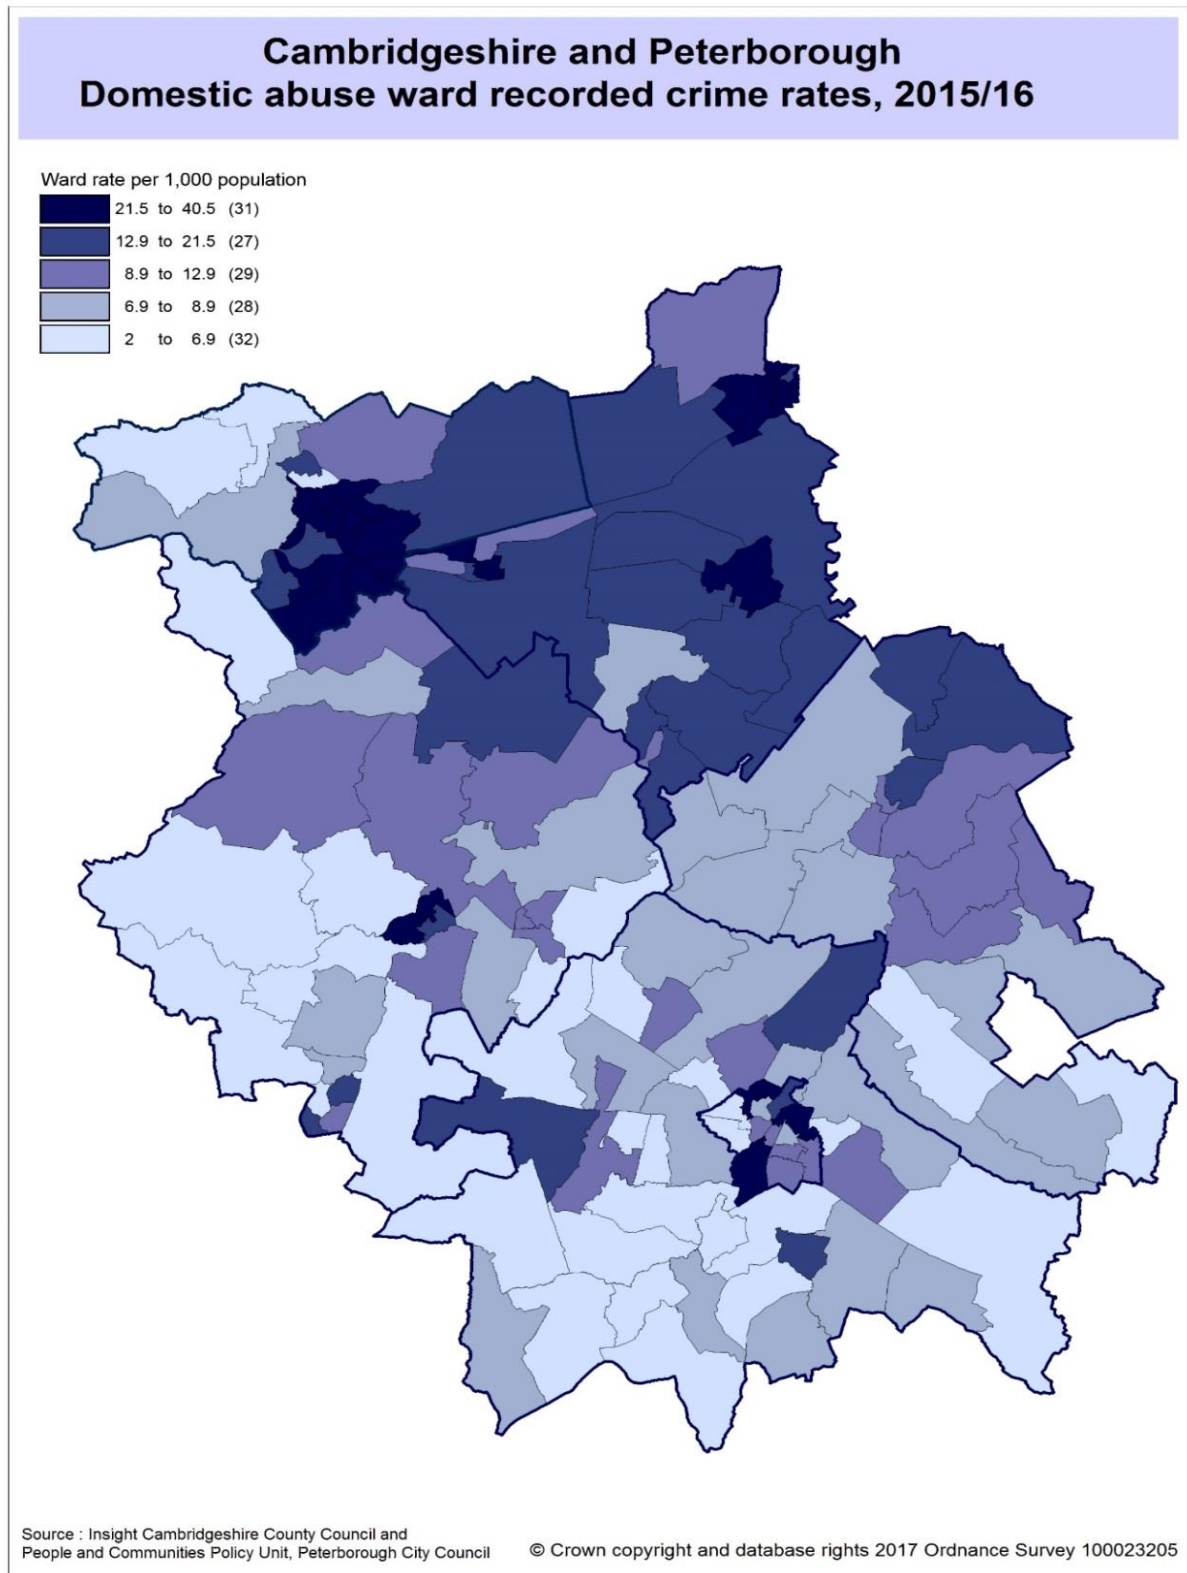 Cambridgeshire and Peterborough
Domestic abuse ward recorded crime rates, 2015/16
Ward rate per 1,000 population
21.5 to 40.5 (31)
12.9 to 21.5 (27)
8.9 to 12.9 (29)
6.9 to 8.9 (28)
2 to 6.9 (32)
Source : Insight Cambridgeshire County Council and
People and Communities Policy Unit, Peterborough City Council
© Crown copyright and database rights 2017 Ordnance Survey 100023205